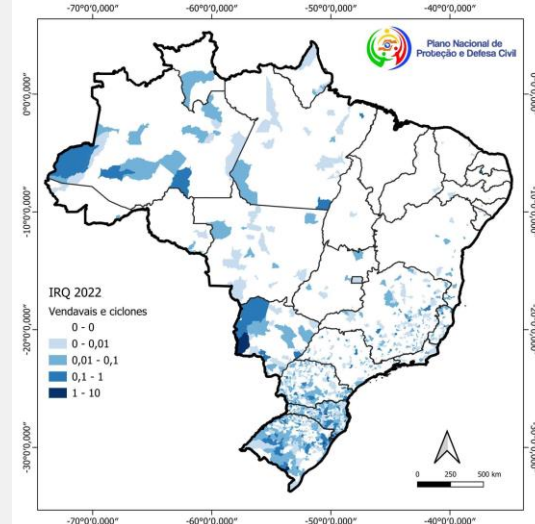 -70°0'0,000"
-60°0'0,000"
-50°0'0,000"
-40°0'0,000"
Plano Nacional de
Proteção e Defesa Civil
0°0'0,000"
-10°0'0,000"
-20°0'0,000"
-30°0'0,000"
IRQ 2022
Vendavais e ciclones
0 - 0
0 - 0,01
0,01 - 0,1
0,1 - 1
1 - 10
0 250 500 km
-70°0'0,000"
-60°0'0,000"
-50°0'0,000"
-40°0'0,000"